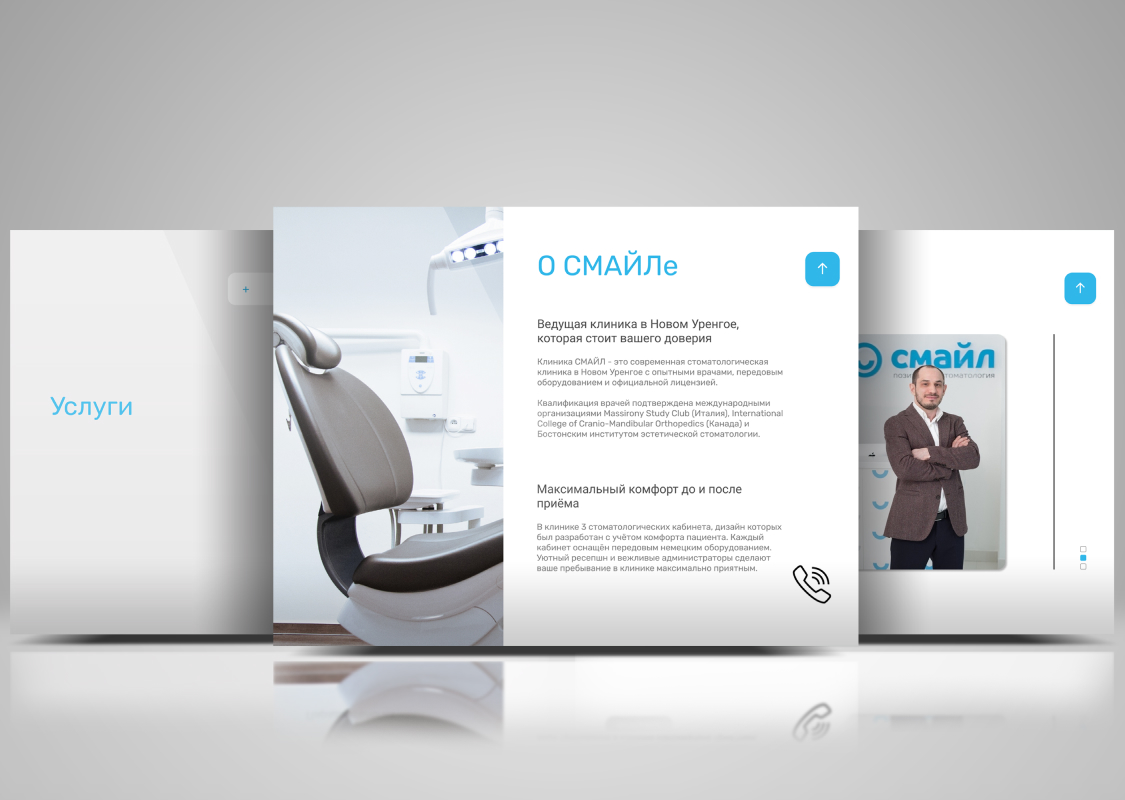 Услуги
+
О СМАЙЛе
Ведущая клиника в Новом Уренгое,
которая стоит вашего доверия
Клиника СМАЙЛ - это современная стоматологическая
клиника в Новом Уренгое с опытными врачами, передовым
оборудованием и официальной лицензией.
Квалификация врачей подтверждена международными
организациями Massirony Study Club (Италия), International
College of Cranio-Mandibular Orthopedics (Канада) и
Бостонским институтом эстетической стоматологии.
Максимальный комфорт до и после
приёма
В клинике 3 стоматологических кабинета, дизайн которых
был разработан с учётом комфорта пациента. Каждый
кабинет оснащён передовым немецким оборудованием.
Уютный ресепшн и вежливые администраторы сделают
ваше пребывание в клинике максимально приятным.
смайл